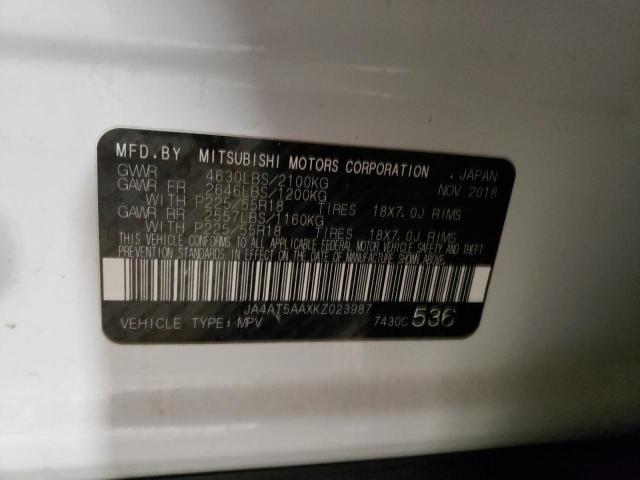 MFD.BY MITSUBISHI MOTORS CORPORATION , JAPAN
GVWR 4630LBS/2100KG NOV 2018
GAWR FR 2646LBS/1200KG
WITH P225/55R18 TIRES 18X7.0J RIMS
GAWR RR 2557LBS/1160KG
WITH P225/55R18 TIRES 18X7.0J RIMS
THIS VEHICLE CONFORMS TO ALL APPLICABLE FEDERAL MOTOR VEHICLE SAFETY AND THEFT
PREVENTION STANDARDS IN EFFECT ON THE DATE OF MANUFACTURE SHOWN ABOVE.
JA4AT5AAXKZ023987
VEHICLE TYPE: MPV 7430C 536